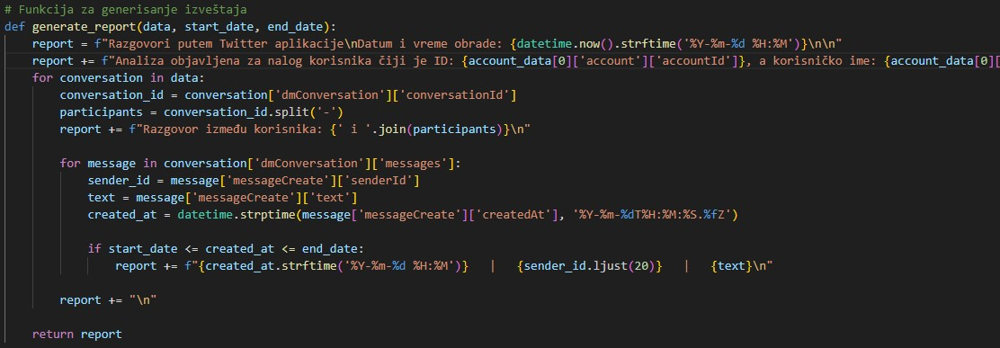 # Funkcija za generisanje izveštaja
def generate_report(data, start_date, end_date):
    report = f"Razgovori putem Twitter aplikacije\nDatum i vreme obrade: {datetime.now().strftime('%Y-%m-%d %H:%M')}\n\n"
    report += f"Analiza objavljena za nalog korisnika čiji je ID: {account_data[0]['account']['accountId']}, a korisničko ime: {account_data[0][
    for conversation in data:
        conversation_id = conversation['dmConversation']['conversationId']
        participants = conversation_id.split('-')
        report += f"Razgovor između korisnika: {' i '.join(participants)}\n"
        for message in conversation['dmConversation']['messages']:
            sender_id = message['messageCreate']['senderId']
            text = message['messageCreate']['text']
            created_at = datetime.strptime(message['messageCreate']['createdAt'], '%Y-%m-%dT%H:%M:%S.%fZ')
            if start_date <= created_at <= end_date:
                report += f"{created_at.strftime('%Y-%m-%d %H:%M')}   |   {sender_id.ljust(20)}   |   {text}\n"
        report += "\n"
    return report